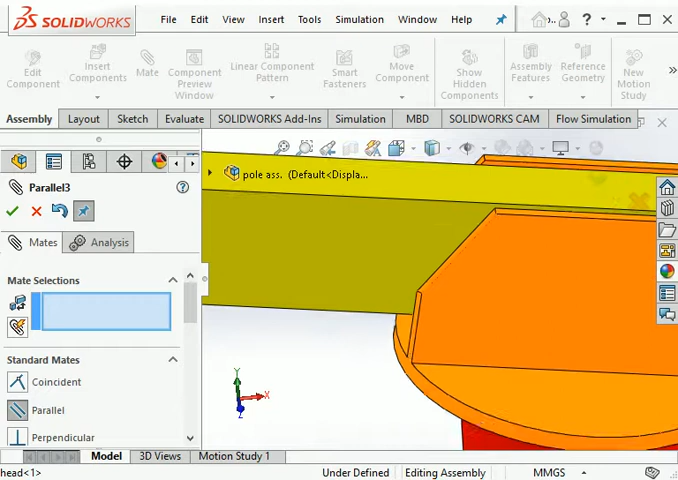 SOLIDWORKS File Edit View Insert Tools Simulation Window Help ?
Edit Component
Insert Components
Mate
Component Preview Window
Linear Component Pattern
Smart Fasteners
Move Component
Show Hidden Components
Assembly Features
Reference Geometry
New Motion Study
»
Assembly Layout Sketch Evaluate SOLIDWORKS Add-Ins Simulation MBD SOLIDWORKS CAM Flow Simulation
pole ass. (Default<Displa...
Parallel3 ?
Mates Analysis
Mate Selections
Standard Mates
Coincident
Parallel
Perpendicular
Y
X
Z
Model 3D Views Motion Study 1
head<1> Under Defined Editing Assembly MMGS